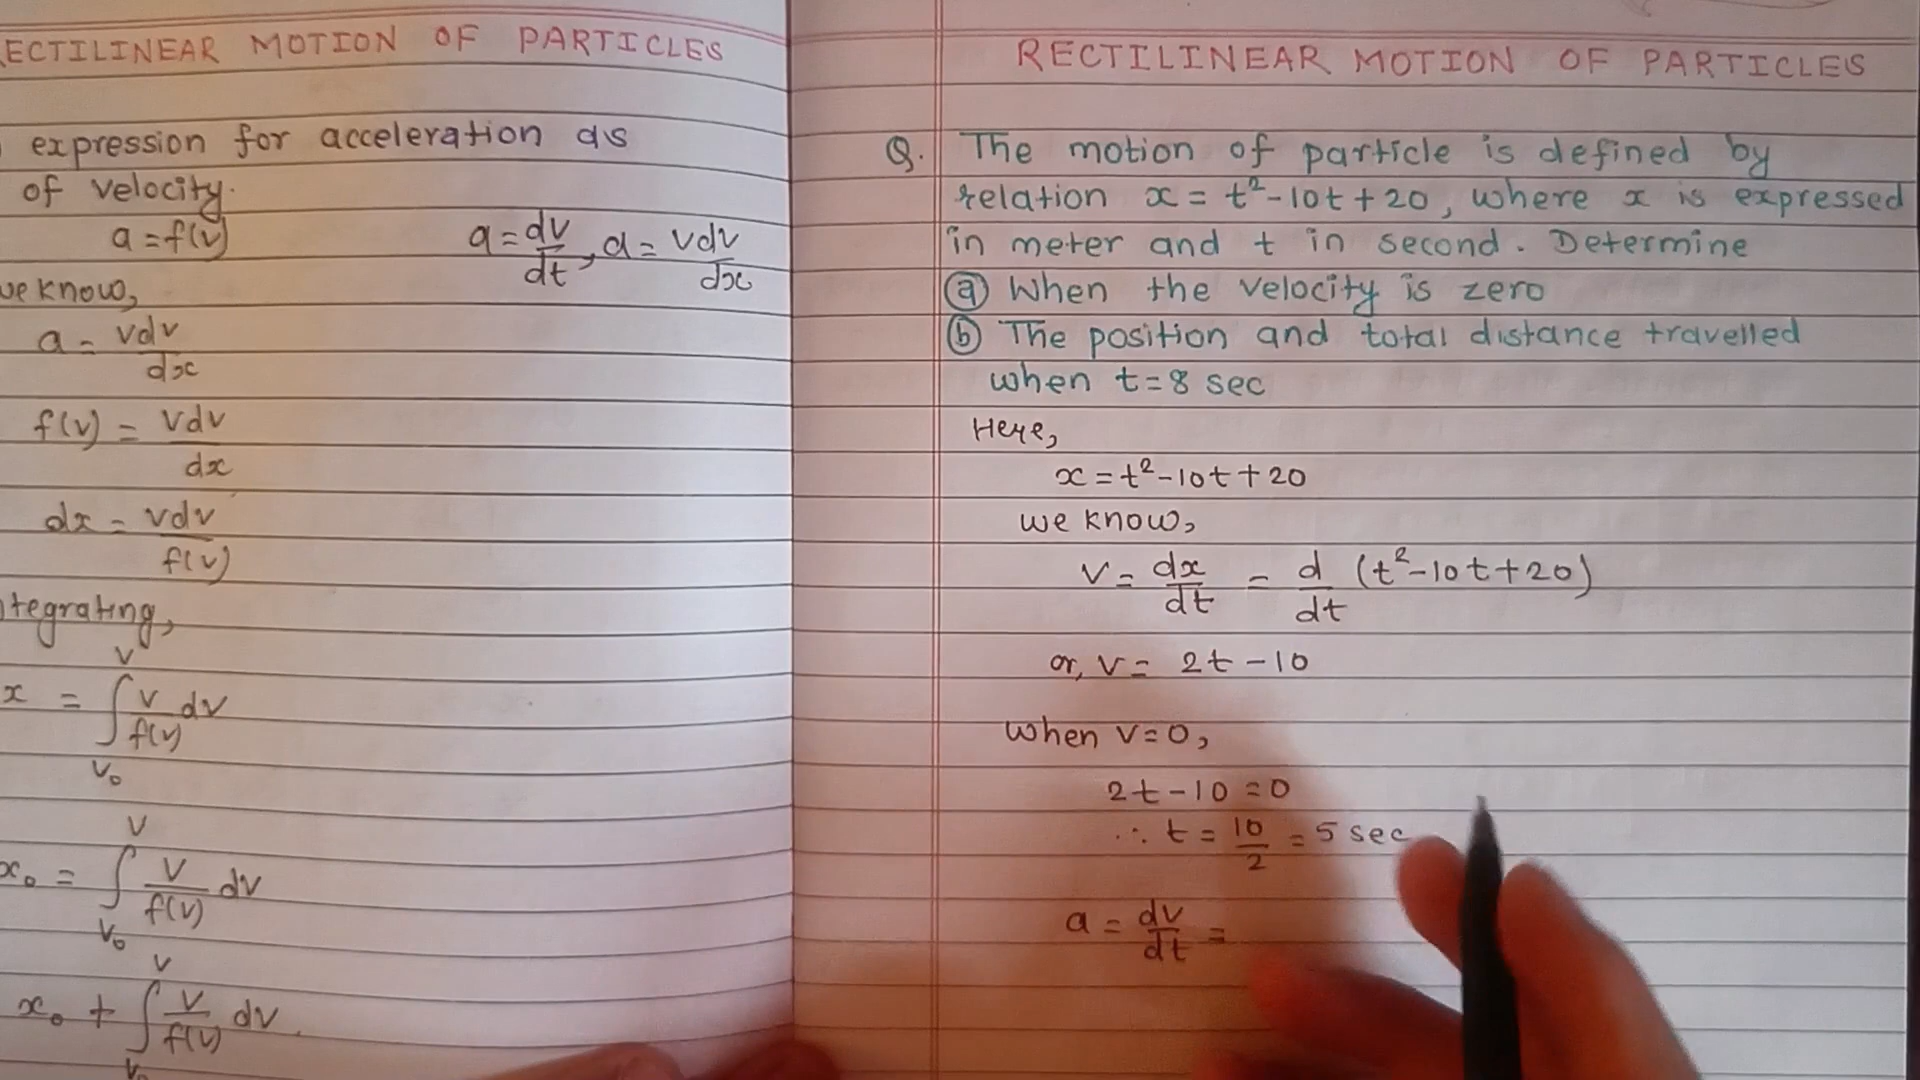 ECTILINEAR MOTION OF PARTICLES
expression for acceleration as
of velocity.
a = f(v)
a = dv/dt, a = vdv/dx
we know,
a = vdv/dx
f(v) = vdv/dx
dx = vdv/f(v)
tegrating,
x = ∫ v/f(v) dv
v
v₀
x₀ = ∫ v/f(v) dv
v
v₀
x₀ + ∫ v/f(v) dv
v
v₀
RECTILINEAR MOTION OF PARTICLES
Q. The motion of particle is defined by
relation x = t² - 10t + 20, where x is expressed
in meter and t in second. Determine
ⓐ When the velocity is zero
ⓑ The position and total distance travelled
when t = 8 sec
Here,
x = t² - 10t + 20
we know,
v = dx/dt = d/dt (t² - 10t + 20)
or, v = 2t - 10
when v = 0,
2t - 10 = 0
∴ t = 10/2 = 5 sec
a = dv/dt =